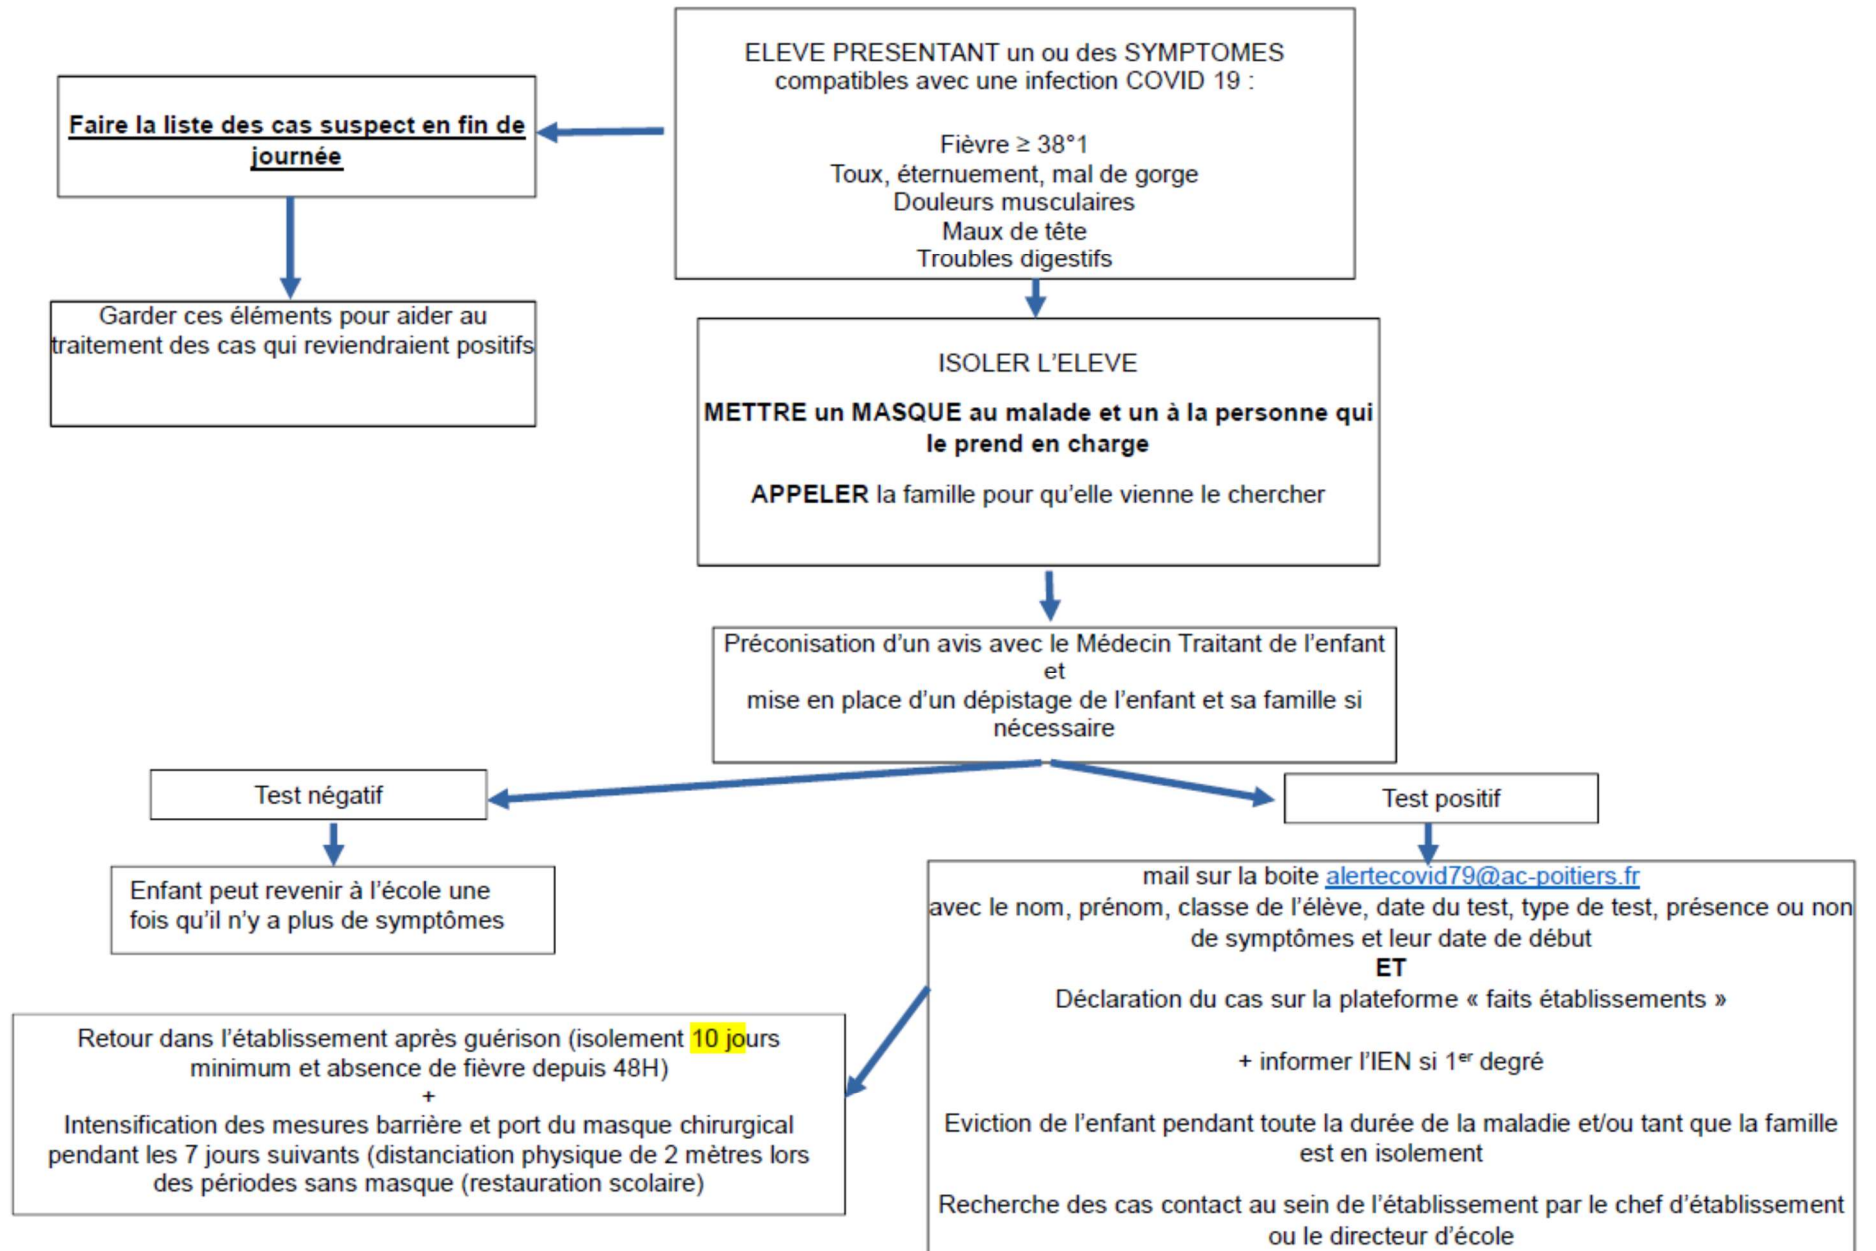 ELEVE PRESENTANT un ou des SYMPTOMES
compatibles avec une infection COVID 19 :
Fièvre ≥ 38°1
Toux, éternuement, mal de gorge
Douleurs musculaires
Maux de tête
Troubles digestifs
Faire la liste des cas suspect en fin de
journée
Garder ces éléments pour aider au
traitement des cas qui reviendraient positifs
ISOLER L'ELEVE
METTRE un MASQUE au malade et un à la personne qui
le prend en charge
APPELER la famille pour qu'elle vienne le chercher
Préconisation d'un avis avec le Médecin Traitant de l'enfant
et
mise en place d'un dépistage de l'enfant et sa famille si
nécessaire
Test négatif
Enfant peut revenir à l'école une
fois qu'il n'y a plus de symptômes
Test positif
mail sur la boite alertecovid79@ac-poitiers.fr
avec le nom, prénom, classe de l'élève, date du test, type de test, présence ou non
de symptômes et leur date de début
ET
Déclaration du cas sur la plateforme « faits établissements »
+ informer l'IEN si 1er degré
Eviction de l'enfant pendant toute la durée de la maladie et/ou tant que la famille
est en isolement
Recherche des cas contact au sein de l'établissement par le chef d'établissement
ou le directeur d'école
Retour dans l'établissement après guérison (isolement 10 jours
minimum et absence de fièvre depuis 48H)
+
Intensification des mesures barrière et port du masque chirurgical
pendant les 7 jours suivants (distanciation physique de 2 mètres lors
des périodes sans masque (restauration scolaire)